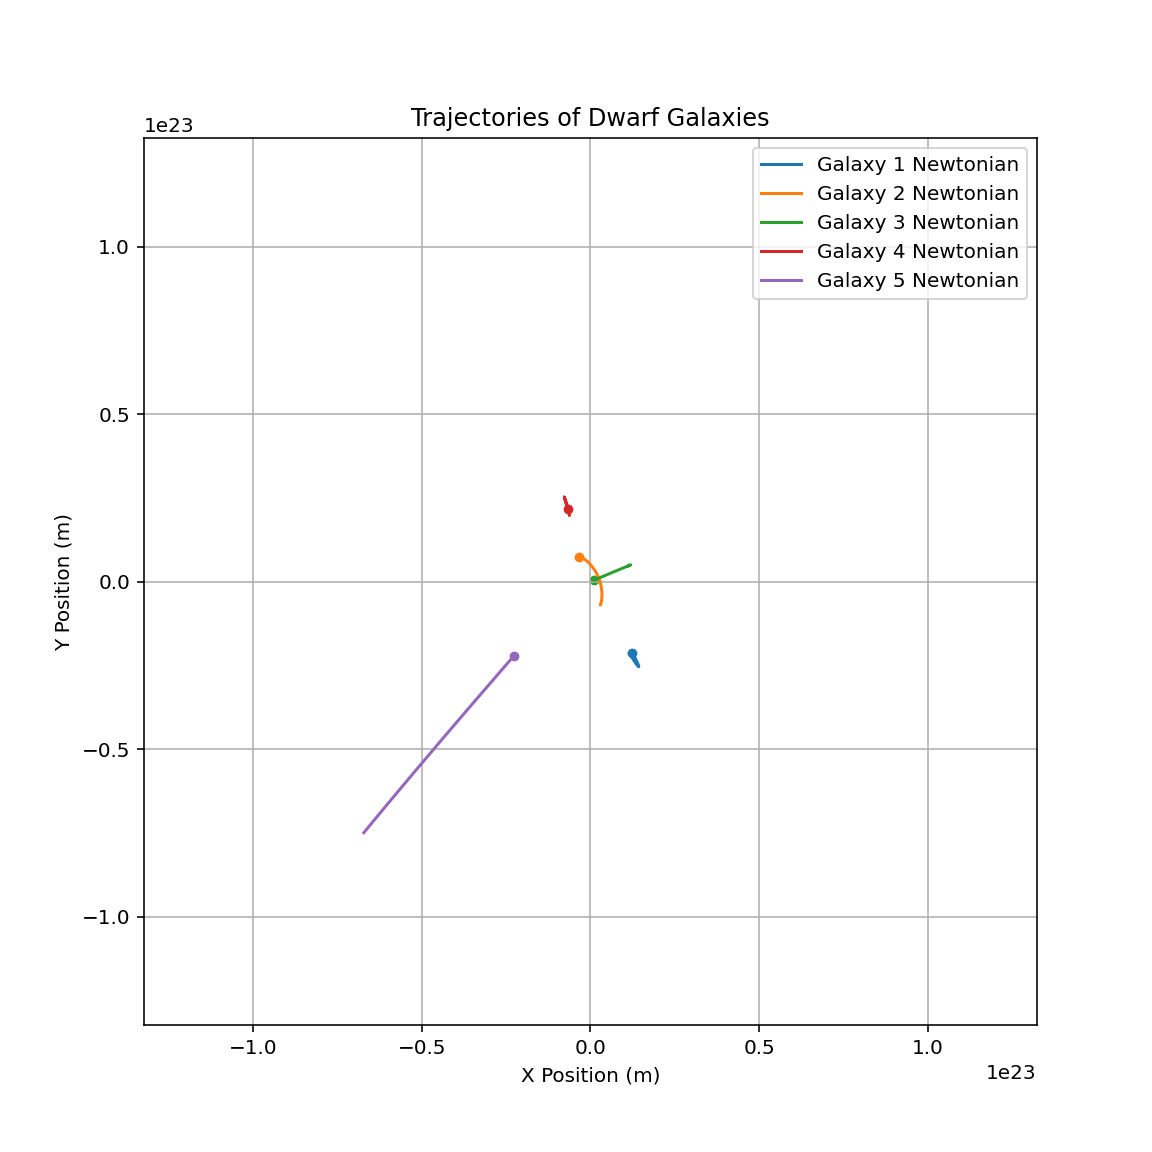 Trajectories of Dwarf Galaxies
1e23
Galaxy 1 Newtonian
Galaxy 2 Newtonian
Galaxy 3 Newtonian
Galaxy 4 Newtonian
Galaxy 5 Newtonian
1.0
0.5
0.0
−0.5
−1.0
Y Position (m)
−1.0 −0.5 0.0 0.5 1.0
X Position (m)
1e23